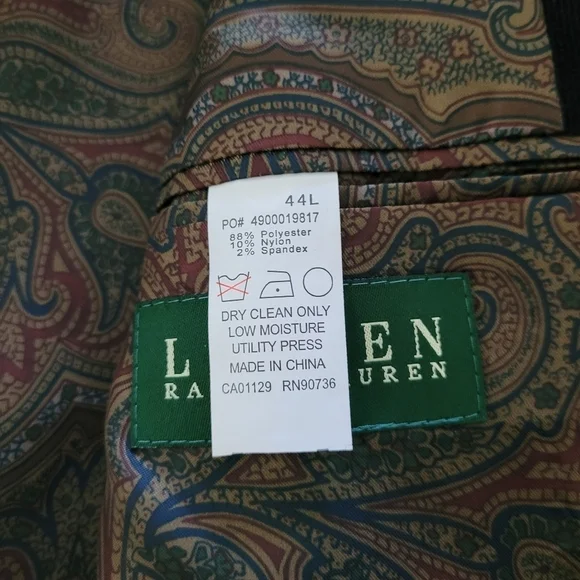 44L
PO# 4900019817
88% Polyester
10% Nylon
2% Spandex
DRY CLEAN ONLY
LOW MOISTURE
UTILITY PRESS
MADE IN CHINA
CA01129 RN90736
L EN
RA UREN